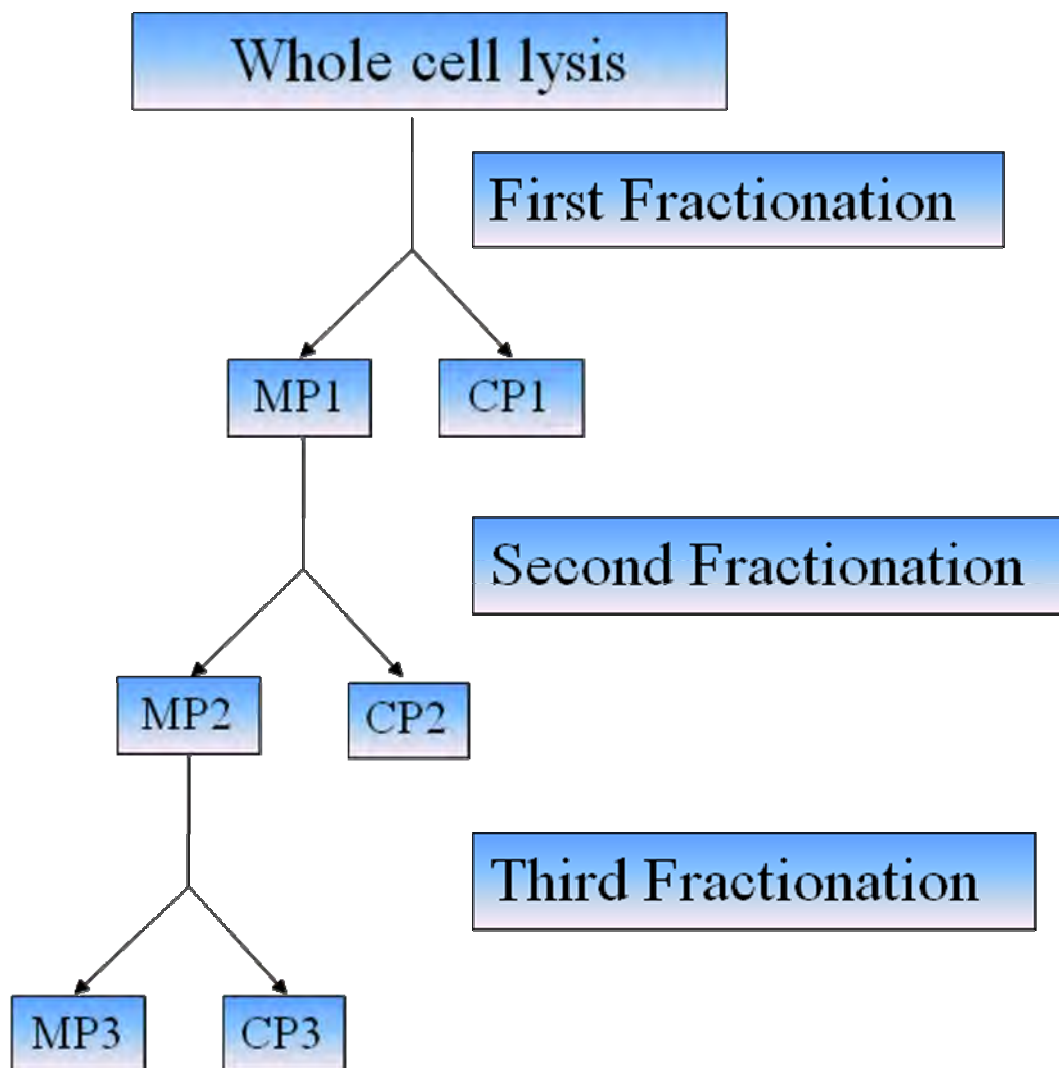 Whole cell lysis
First Fractionation
MP1
CP1
Second Fractionation
MP2
CP2
Third Fractionation
MP3
CP3